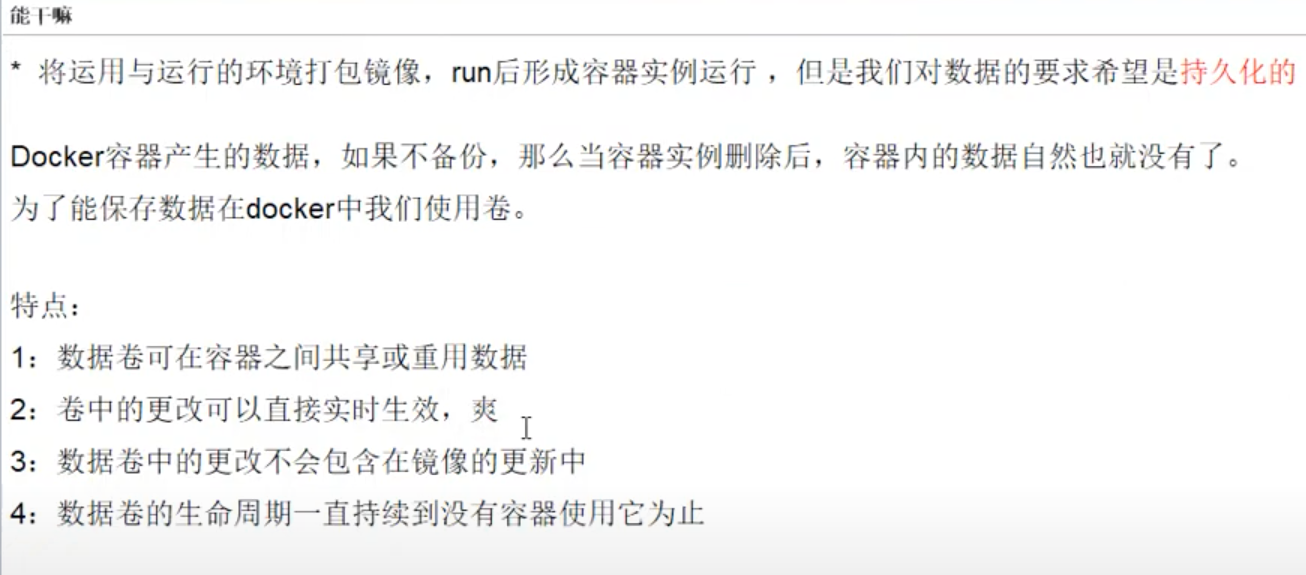 能干嘛
* 将运用与运行的环境打包镜像，run后形成容器实例运行 ，但是我们对数据的要求希望是持久化的
Docker容器产生的数据，如果不备份，那么当容器实例删除后，容器内的数据自然也就没有了。
为了能保存数据在docker中我们使用卷。
特点：
1：数据卷可在容器之间共享或重用数据
2：卷中的更改可以直接实时生效，爽
3：数据卷中的更改不会包含在镜像的更新中
4：数据卷的生命周期一直持续到没有容器使用它为止